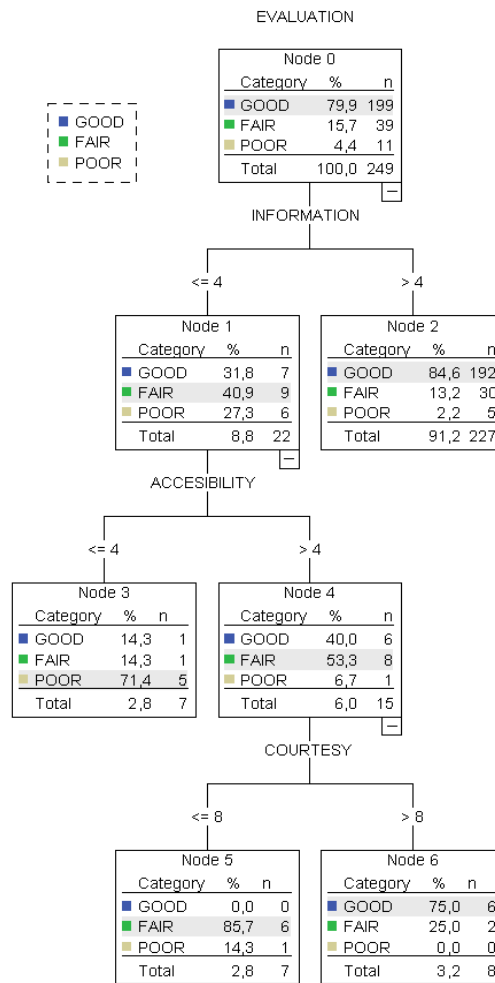 EVALUATION
GOOD
FAIR
POOR
Node 0
Category % n
GOOD 79,9 199
FAIR 15,7 39
POOR 4,4 11
Total 100,0 249
INFORMATION
<= 4
> 4
Node 1
Category % n
GOOD 31,8 7
FAIR 40,9 9
POOR 27,3 6
Total 8,8 22
Node 2
Category % n
GOOD 84,6 192
FAIR 13,2 30
POOR 2,2 5
Total 91,2 227
ACCESIBILITY
<= 4
> 4
Node 3
Category % n
GOOD 14,3 1
FAIR 14,3 1
POOR 71,4 5
Total 2,8 7
Node 4
Category % n
GOOD 40,0 6
FAIR 53,3 8
POOR 6,7 1
Total 6,0 15
COURTESY
<= 8
> 8
Node 5
Category % n
GOOD 0,0 0
FAIR 85,7 6
POOR 14,3 1
Total 2,8 7
Node 6
Category % n
GOOD 75,0 6
FAIR 25,0 2
POOR 0,0 0
Total 3,2 8